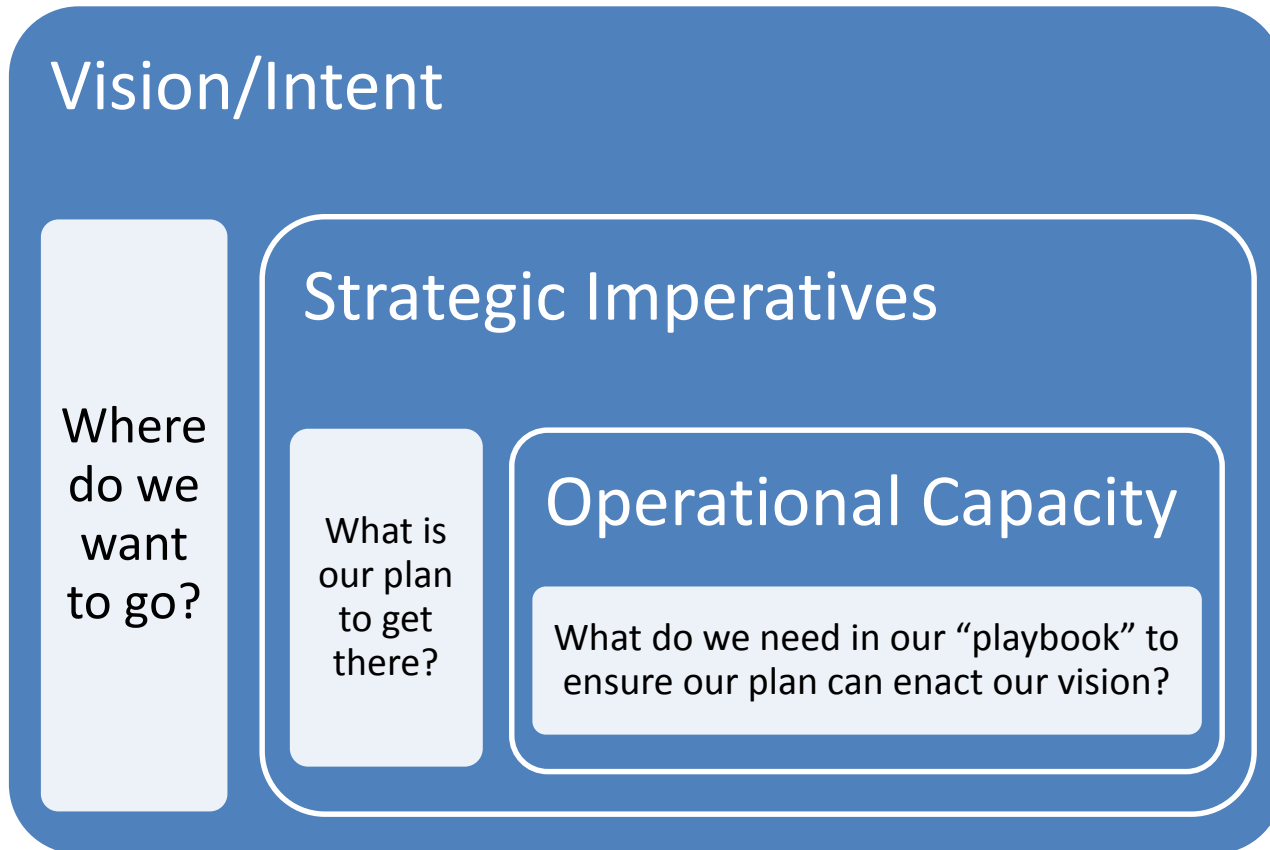 Vision/Intent
Where
do we
want
to go?
Strategic Imperatives
What is
our plan
to get
there?
Operational Capacity
What do we need in our “playbook” to
ensure our plan can enact our vision?